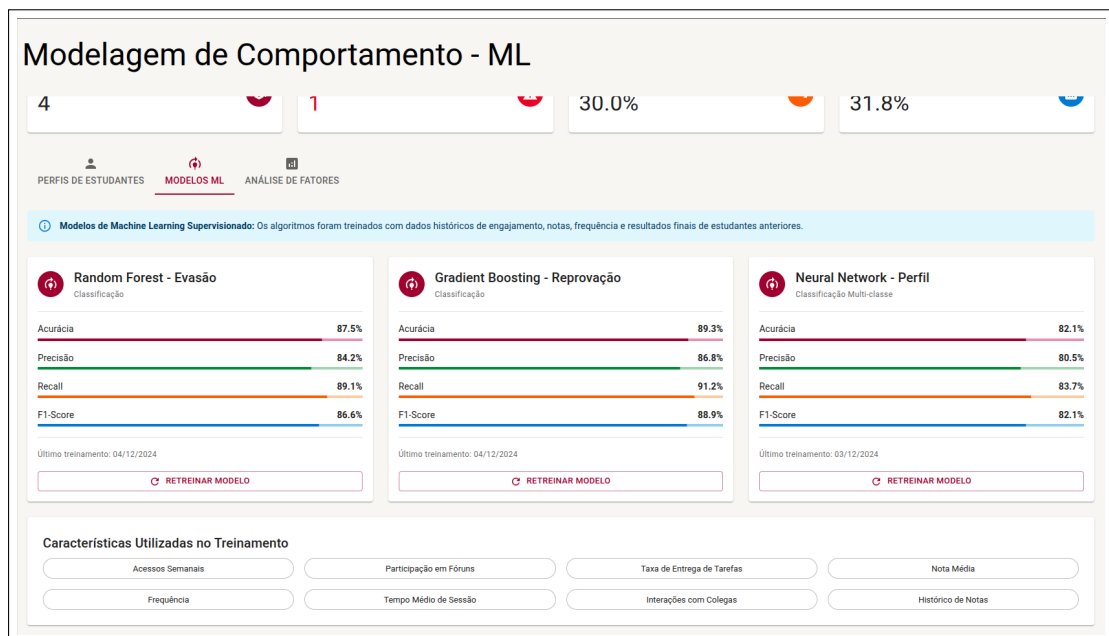 Modelagem de Comportamento - ML
4 1 30.0% 31.8%
PERFIS DE ESTUDANTES MODELOS ML ANÁLISE DE FATORES
Modelos de Machine Learning Supervisionado: Os algoritmos foram treinados com dados históricos de engajamento, notas, frequência e resultados finais de estudantes anteriores.
Random Forest - Evasão
Classificação
Acurácia 87.5%
Precisão 84.2%
Recall 89.1%
F1-Score 86.6%
Último treinamento: 04/12/2024
RETREINAR MODELO
Gradient Boosting - Reprovação
Classificação
Acurácia 89.3%
Precisão 86.8%
Recall 91.2%
F1-Score 88.9%
Último treinamento: 04/12/2024
RETREINAR MODELO
Neural Network - Perfil
Classificação Multi-classe
Acurácia 82.1%
Precisão 80.5%
Recall 83.7%
F1-Score 82.1%
Último treinamento: 03/12/2024
RETREINAR MODELO
Características Utilizadas no Treinamento
Acessos Semanais Participação em Fóruns Taxa de Entrega de Tarefas Nota Média
Frequência Tempo Médio de Sessão Interações com Colegas Histórico de Notas